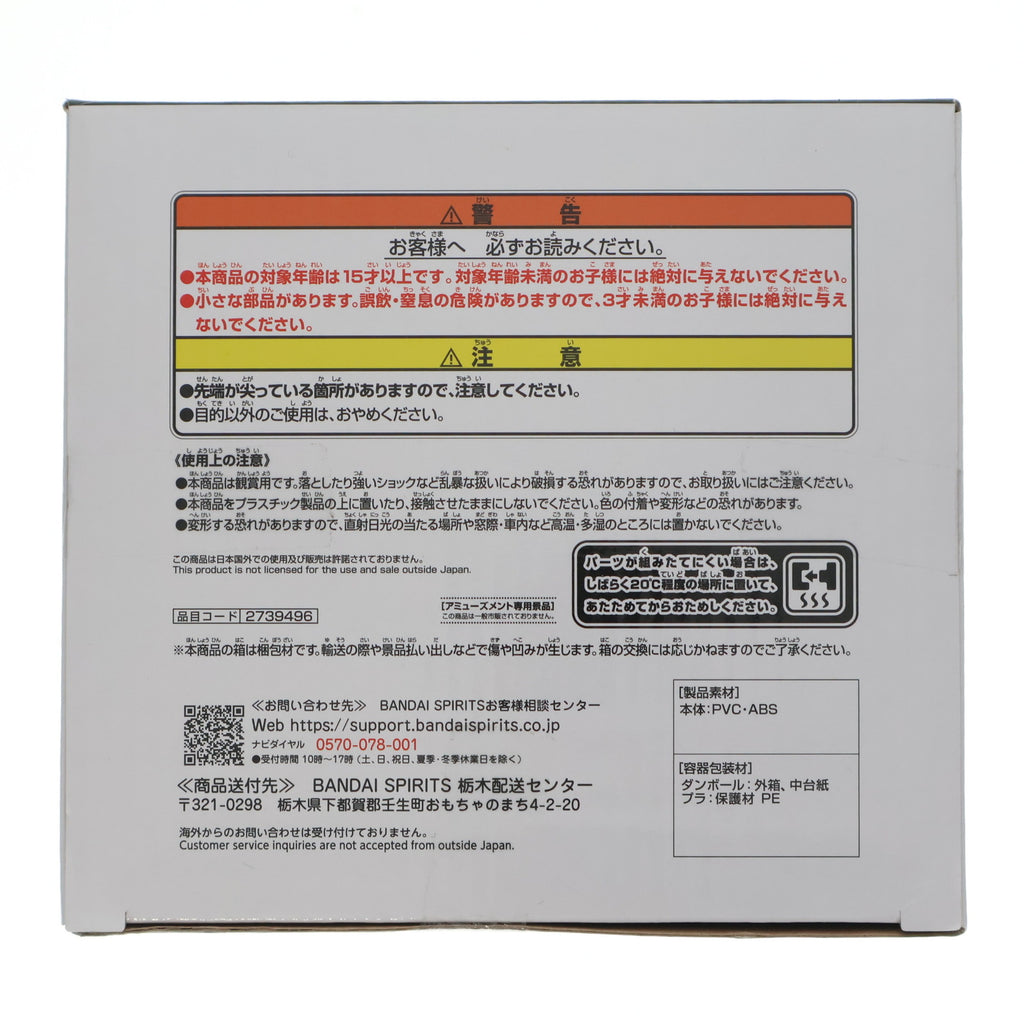 ⚠警　告
お客様へ 必ずお読みください。
●本商品の対象年齢は15才以上です。対象年齢未満のお子様には絶対に与えないでください。
●小さな部品があります。誤飲・窒息の危険がありますので、3才未満のお子様には絶対に与え
ないでください。
⚠注　意
●先端が尖っている箇所がありますので、注意してください。
●目的以外のご使用は、おやめください。
《使用上の注意》
●本商品は観賞用です。落としたり強いショックなど乱暴な扱いにより破損する恐れがありますので、お取り扱いにはご注意ください。
●本商品をプラスチック製品の上に置いたり、接触させたままにしないでください。色の付着や変形などの恐れがあります。
●変形する恐れがありますので、直射日光の当たる場所や窓際・車内など高温・多湿のところには置かないでください。
この商品は日本国外での使用及び販売は許諾されておりません。
This product is not licensed for the use and sale outside Japan.
パーツが組みたてにくい場合は、
しばらく20℃程度の場所に置いて、
あたためてからおためしください。
品目コード 2739496
[アミューズメント専用景品]
この商品は一般市販されておりません。
※本商品の箱は梱包材です。輸送の際や景品払い出しなどで傷や凹みが生じます。箱の交換には応じかねますのでご了承ください。
≪お問い合わせ先≫ BANDAI SPIRITSお客様相談センター
Web https://support.bandaispirits.co.jp
ナビダイヤル 0570-078-001
●受付時間 10時〜17時(土、日、祝日、夏季・冬季休業日を除く)
≪商品送付先≫ BANDAI SPIRITS 栃木配送センター
〒321-0298 栃木県下都賀郡壬生町おもちゃのまち4-2-20
海外からのお問い合わせは受け付けておりません。
Customer service inquiries are not accepted from outside Japan.
[製品素材]
本体:PVC・ABS
[容器包装材]
ダンボール:外箱、中台紙
プラ:保護材 PE